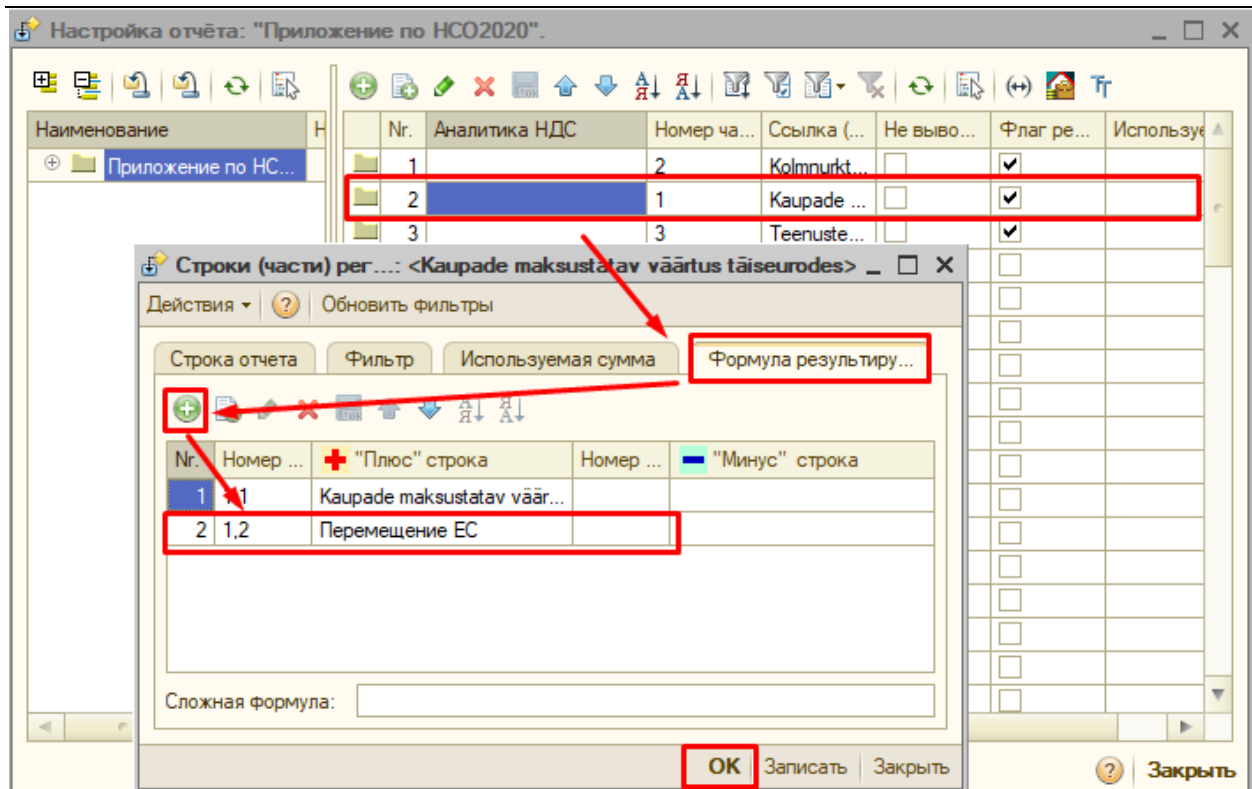 Настройка отчёта: "Приложение по НСО2020".
Наименование Н Nr. Аналитика НДС Номер ча... Ссылка (... Не выво... Флаг ре... Используе
Приложение по НС... 1 2 Kolmnurkt...
2 1 Kaupade ...
3 3 Teenuste...
Строки (части) рег...: <Kaupade maksustatav väärtus täiseurodes>
Действия ? Обновить фильтры
Строка отчета Фильтр Используемая сумма Формула результиру...
Nr. Номер ... "Плюс" строка Номер ... "Минус" строка
1 Kaupade maksustatav väär...
2 1,2 Перемещение ЕС
Сложная формула:
OK Записать Закрыть
? Закрыть